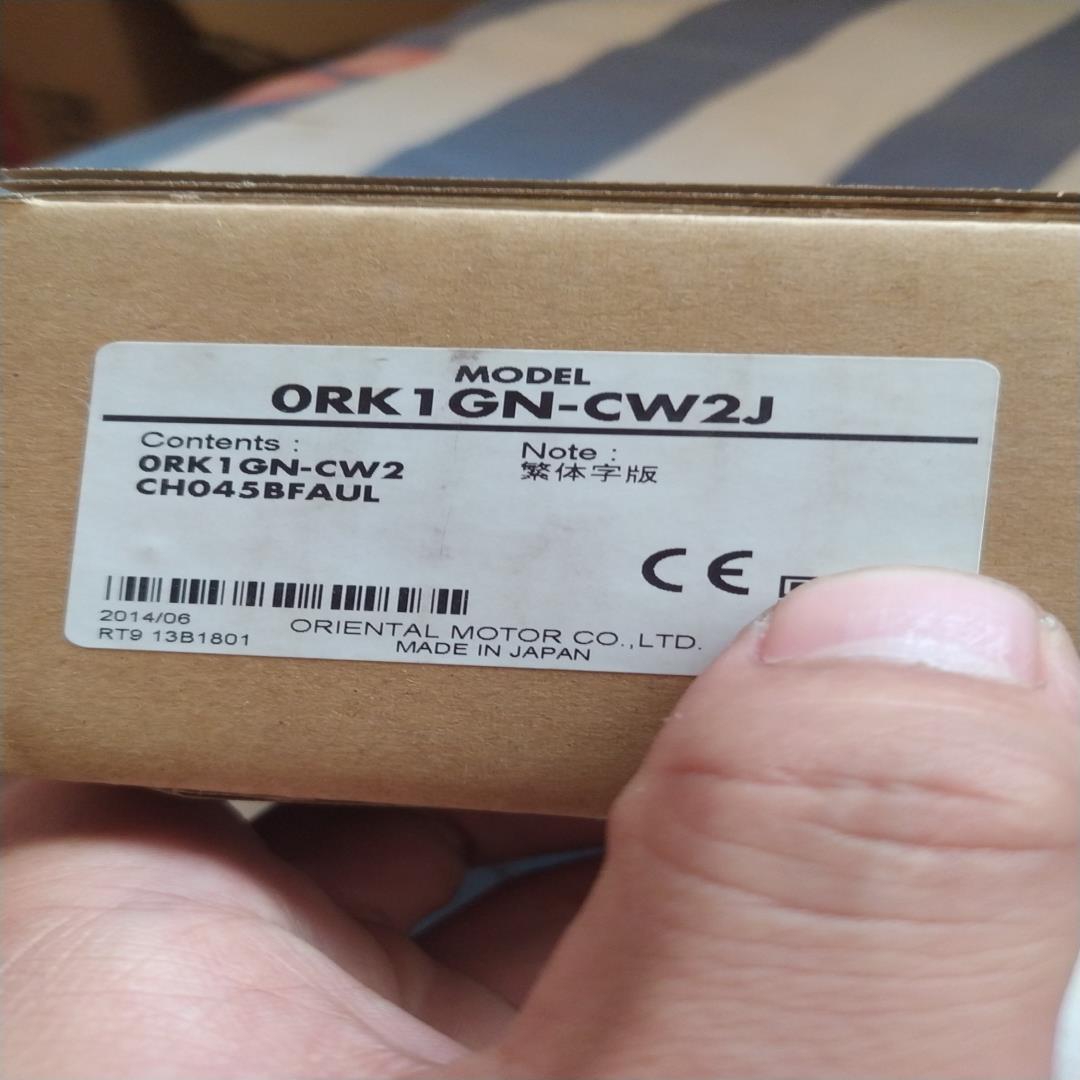 MODEL
0RK1GN-CW2J
Contents :
0RK1GN-CW2
CH045BFAUL
Note :
繁体字版
CE
2014/06
RT9 13B1801
ORIENTAL MOTOR CO.,LTD.
MADE IN JAPAN